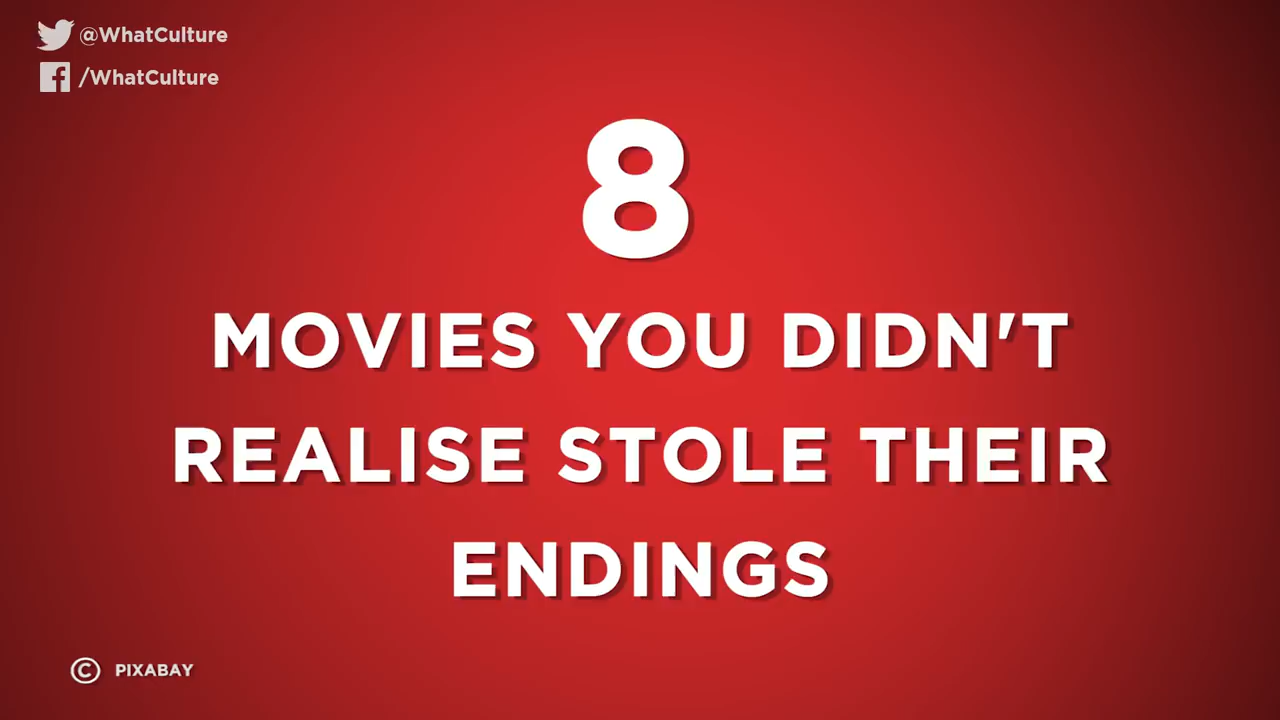 @WhatCulture
/WhatCulture
8
MOVIES YOU DIDN'T
REALISE STOLE THEIR
ENDINGS
© PIXABAY